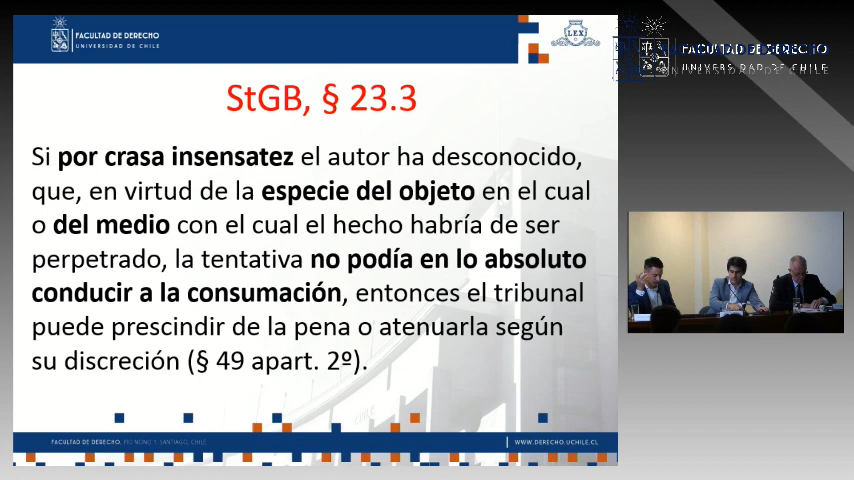 FACULTAD DE DERECHO
UNIVERSIDAD DE CHILE
LEX
FACULTAD DE DERECHO
UNIVERSIDAD DE CHILE
StGB, § 23.3
Si por crasa insensatez el autor ha desconocido,
que, en virtud de la especie del objeto en el cual
o del medio con el cual el hecho habría de ser
perpetrado, la tentativa no podía en lo absoluto
conducir a la consumación, entonces el tribunal
puede prescindir de la pena o atenuarla según
su discreción (§ 49 apart. 2º).
CHILE
FACULTAD DE DERECHO, PIO NONO 1, SANTIAGO, CHILE
WWW.DERECHO.UCHILE.CL